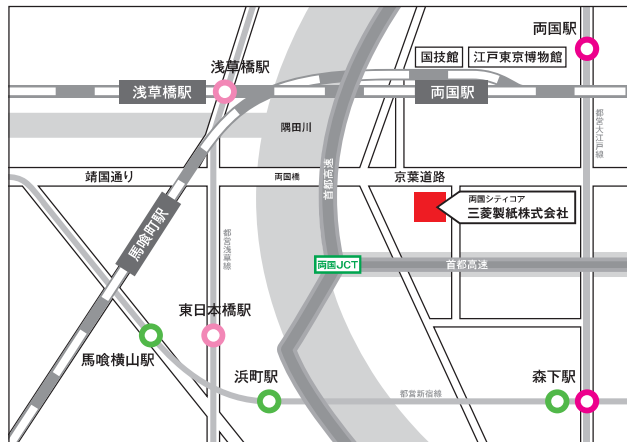 両国駅
国技館
江戸東京博物館
浅草橋駅
浅草橋駅
両国駅
都営大江戸線
隅田川
靖国通り
両国橋
京葉道路
首都高速
両国シティコア
三菱製紙株式会社
馬喰町駅
都営浅草線
両国JCT
首都高速
東日本橋駅
馬喰横山駅
浜町駅
都営新宿線
森下駅